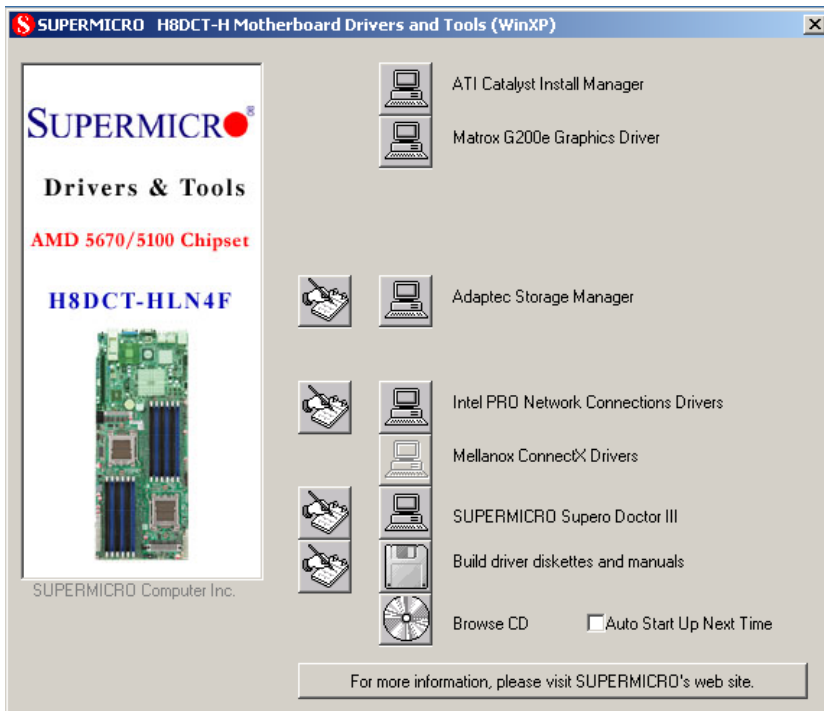 SUPERMICRO H8DCT-H Motherboard Drivers and Tools (WinXP)
SUPERMICRO®
Drivers & Tools
AMD 5670/5100 Chipset
H8DCT-HLN4F
SUPERMICRO Computer Inc.
ATI Catalyst Install Manager
Matrox G200e Graphics Driver
Adaptec Storage Manager
Intel PRO Network Connections Drivers
Mellanox ConnectX Drivers
SUPERMICRO Supero Doctor III
Build driver diskettes and manuals
Browse CD
Auto Start Up Next Time
For more information, please visit SUPERMICRO's web site.